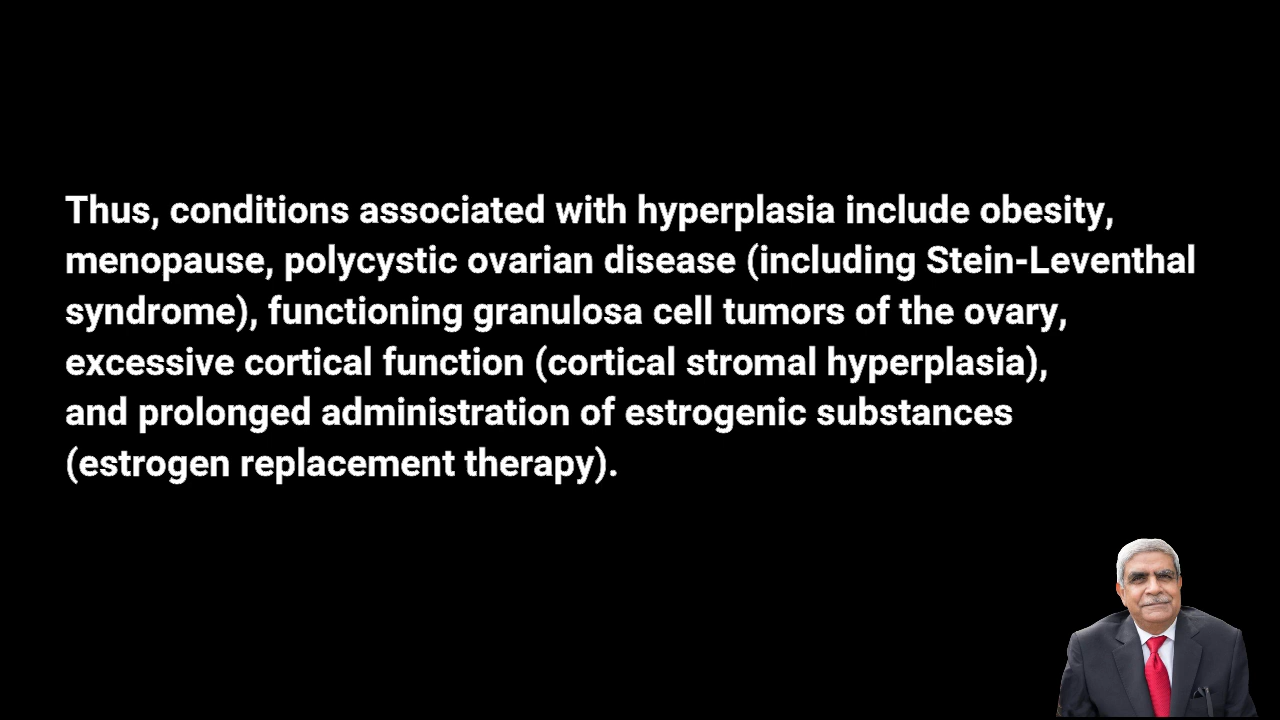 Thus, conditions associated with hyperplasia include obesity,
menopause, polycystic ovarian disease (including Stein-Leventhal
syndrome), functioning granulosa cell tumors of the ovary,
excessive cortical function (cortical stromal hyperplasia),
and prolonged administration of estrogenic substances
(estrogen replacement therapy).